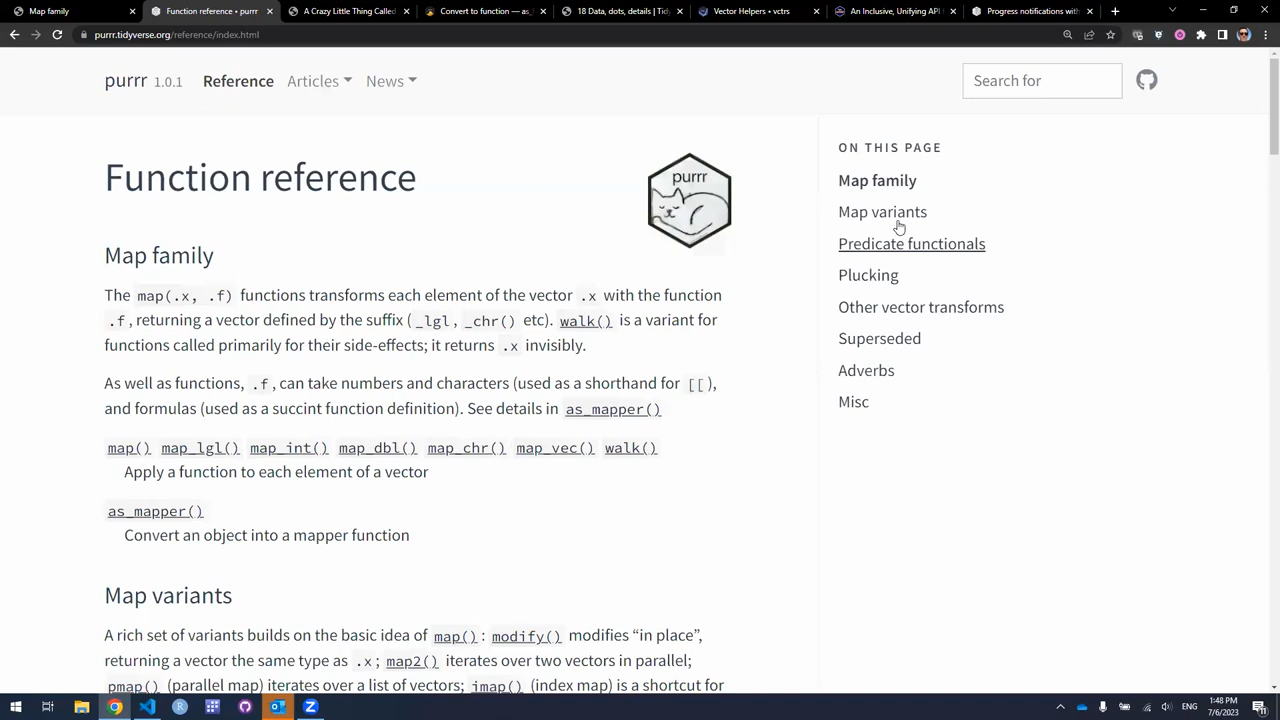 Map family
Function reference • purrr
A Crazy Little Thing Called
Convert to function — as_
18 Data, dots, details | Tid
Vector Helpers • vctrs
An Inclusive, Unifying API
Progress notifications with
purrr.tidyverse.org/reference/index.html
purrr 1.0.1 Reference Articles News
Search for
ON THIS PAGE
Map family
Map variants
Predicate functionals
Plucking
Other vector transforms
Superseded
Adverbs
Misc
Function reference
purrr
Map family
The map(.x, .f) functions transforms each element of the vector .x with the function
.f, returning a vector defined by the suffix (_lgl, _chr() etc). walk() is a variant for
functions called primarily for their side-effects; it returns .x invisibly.
As well as functions, .f, can take numbers and characters (used as a shorthand for [[),
and formulas (used as a succint function definition). See details in as_mapper()
map() map_lgl() map_int() map_dbl() map_chr() map_vec() walk()
Apply a function to each element of a vector
as_mapper()
Convert an object into a mapper function
Map variants
A rich set of variants builds on the basic idea of map(): modify() modifies “in place”,
returning a vector the same type as .x; map2() iterates over two vectors in parallel;
pmap() (parallel map) iterates over a list of vectors; imap() (index map) is a shortcut for
ENG
1:48 PM
7/6/2023